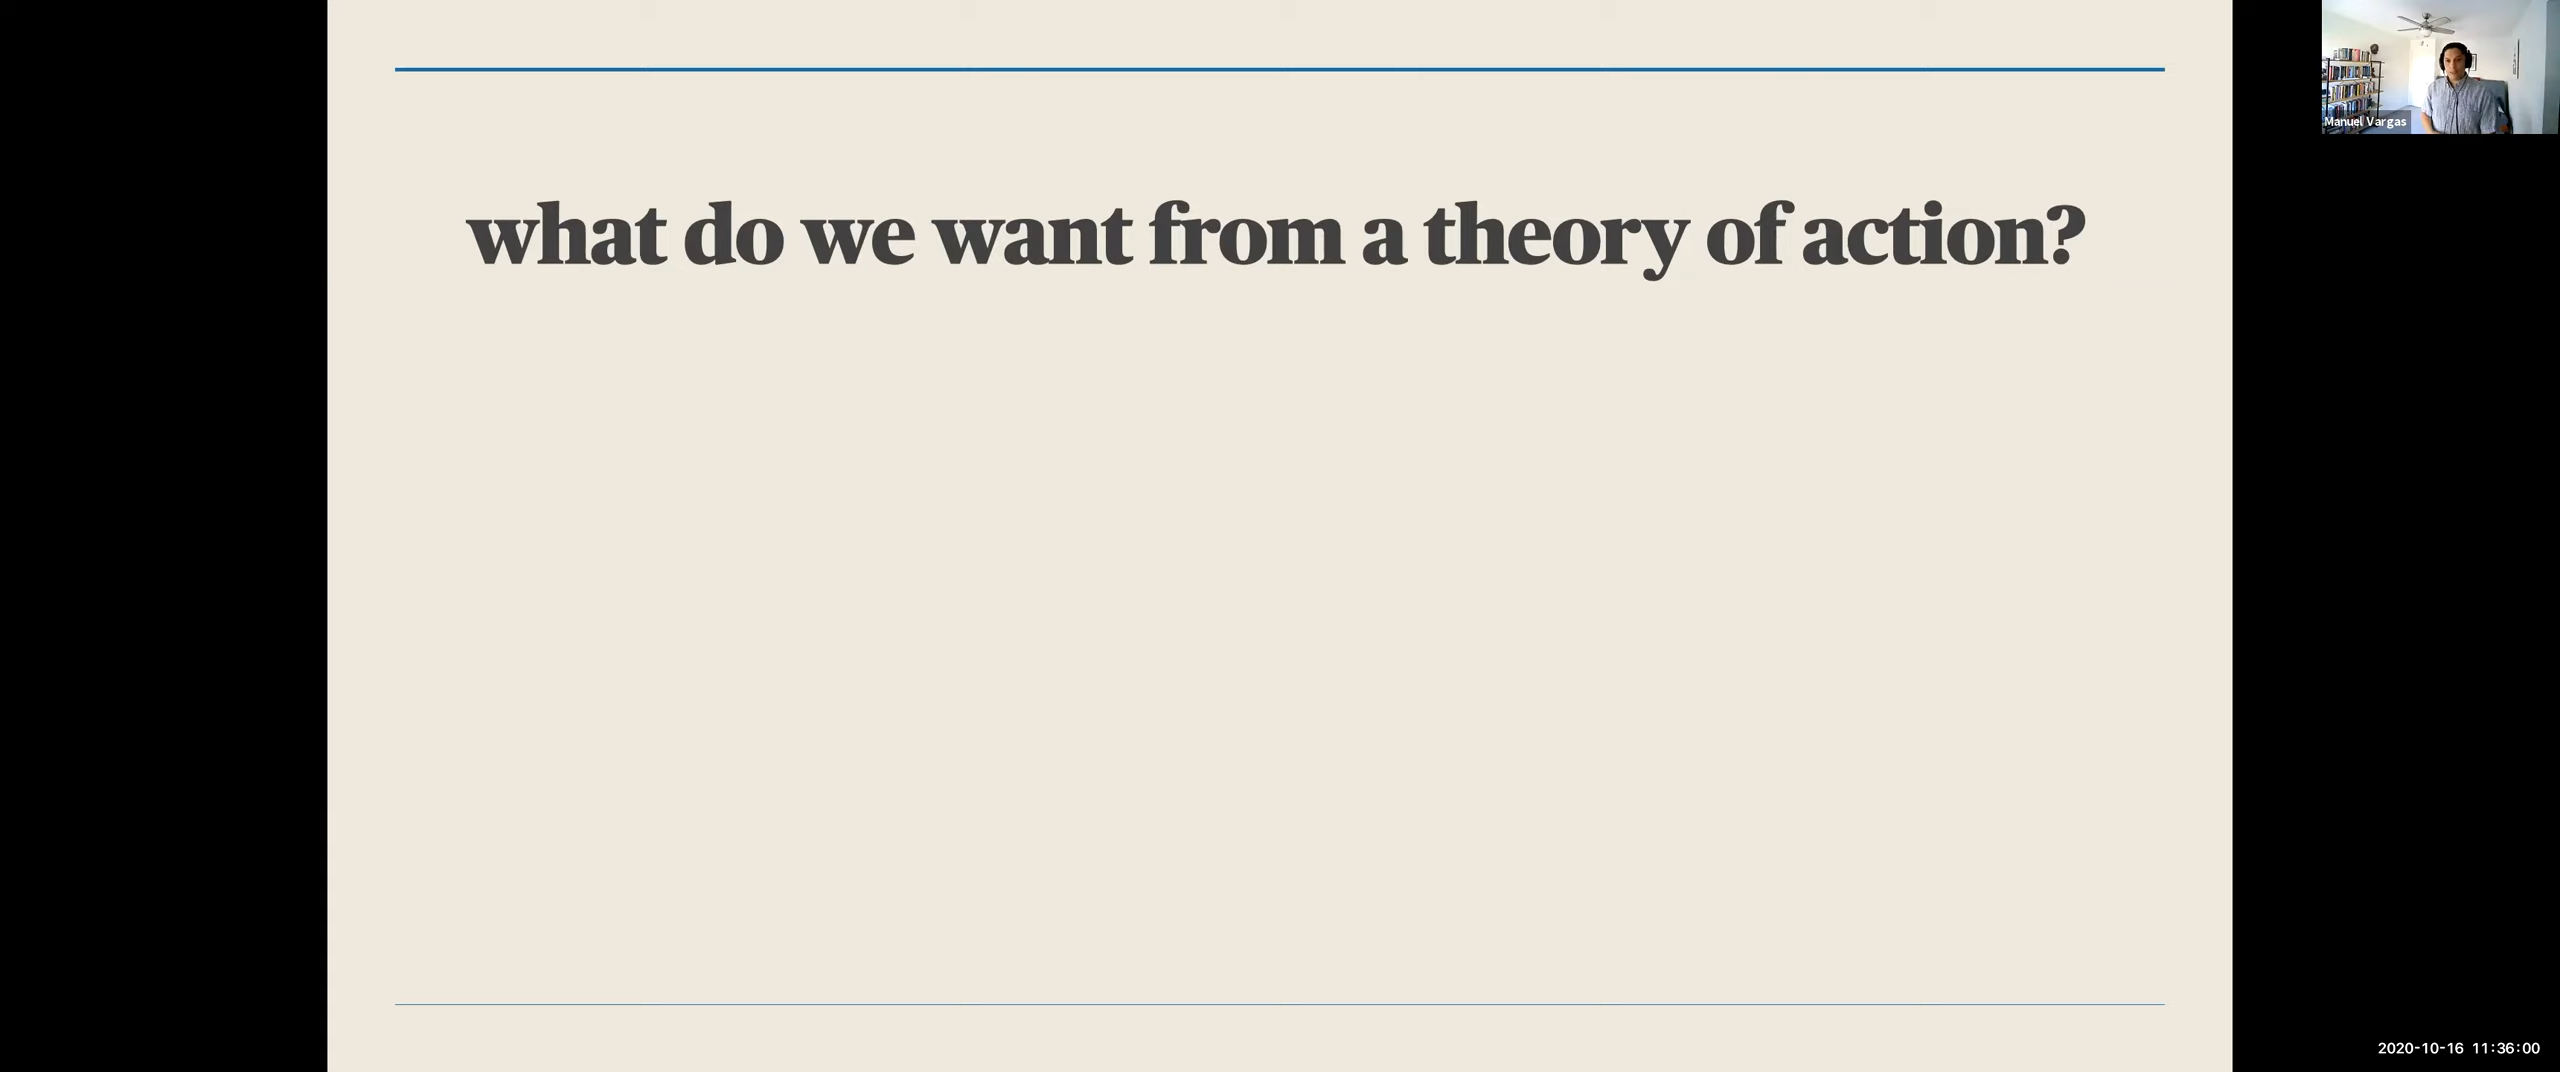 what do we want from a theory of action?
Manuel Vargas
2020-10-16 11:36:00